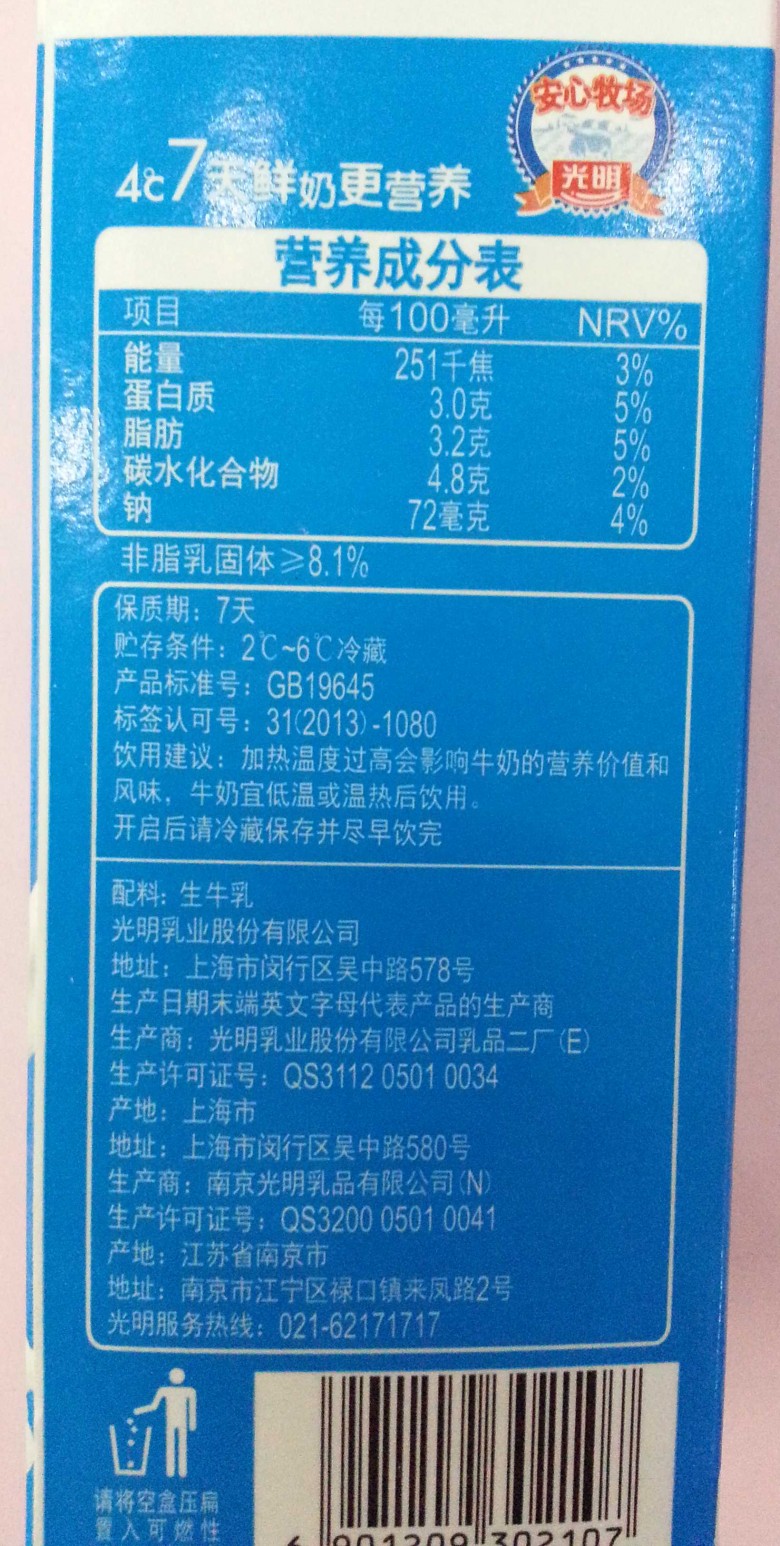 安心牧场
光明
4℃7天鲜奶更营养
营养成分表
项目 每100毫升 NRV%
能量 251千焦 3%
蛋白质 3.0克 5%
脂肪 3.2克 5%
碳水化合物 4.8克 2%
钠 72毫克 4%
非脂乳固体≥8.1%
保质期：7天
贮存条件：2℃~6℃冷藏
产品标准号：GB19645
标签认可号：31(2013)-1080
饮用建议：加热温度过高会影响牛奶的营养价值和
风味，牛奶宜低温或温热后饮用。
开启后请冷藏保存并尽早饮完
配料：生牛乳
光明乳业股份有限公司
地址：上海市闵行区吴中路578号
生产日期末端英文字母代表产品的生产商
生产商：光明乳业股份有限公司乳品二厂(E)
生产许可证号：QS3112 0501 0034
产地：上海市
地址：上海市闵行区吴中路580号
生产商：南京光明乳品有限公司(N)
生产许可证号：QS3200 0501 0041
产地：江苏省南京市
地址：南京市江宁区禄口镇来凤路2号
光明服务热线：021-62171717
请将空盒压扁
置入可燃性
6 901209 302107